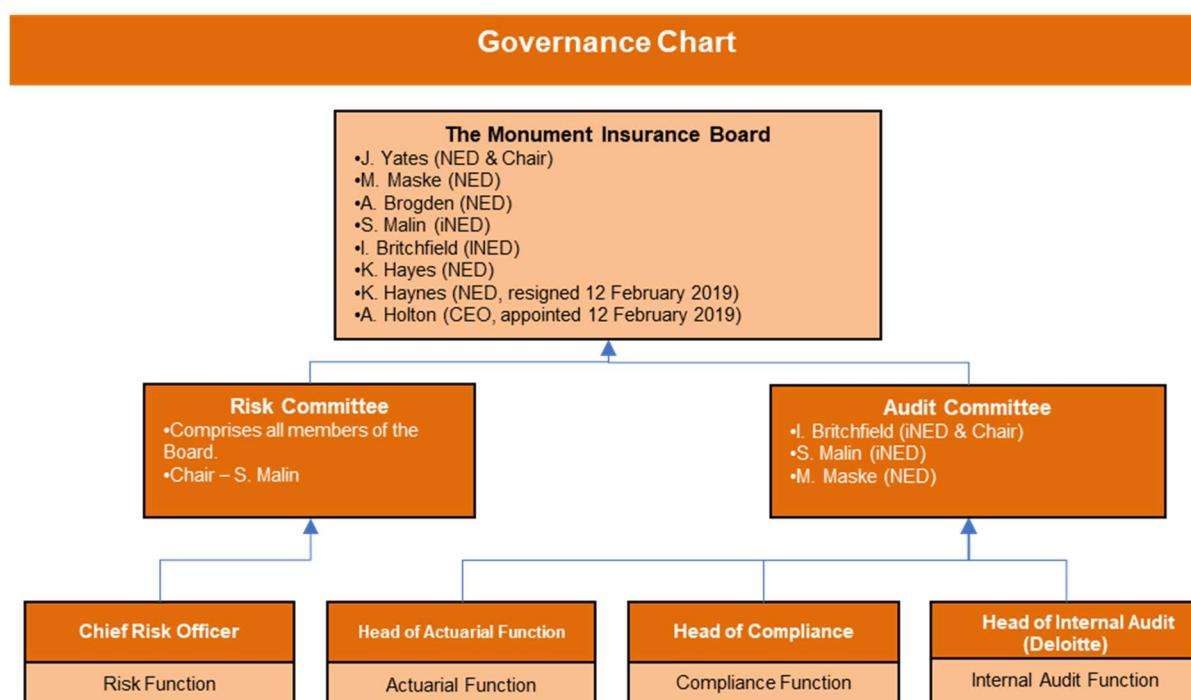 Governance Chart
The Monument Insurance Board
•J. Yates (NED & Chair)
•M. Maske (NED)
•A. Brogden (NED)
•S. Malin (iNED)
•I. Britchfield (INED)
•K. Hayes (NED)
•K. Haynes (NED, resigned 12 February 2019)
•A. Holton (CEO, appointed 12 February 2019)
Risk Committee
•Comprises all members of the
Board.
•Chair – S. Malin
Audit Committee
•I. Britchfield (iNED & Chair)
•S. Malin (iNED)
•M. Maske (NED)
Chief Risk Officer
Risk Function
Head of Actuarial Function
Actuarial Function
Head of Compliance
Compliance Function
Head of Internal Audit
(Deloitte)
Internal Audit Function